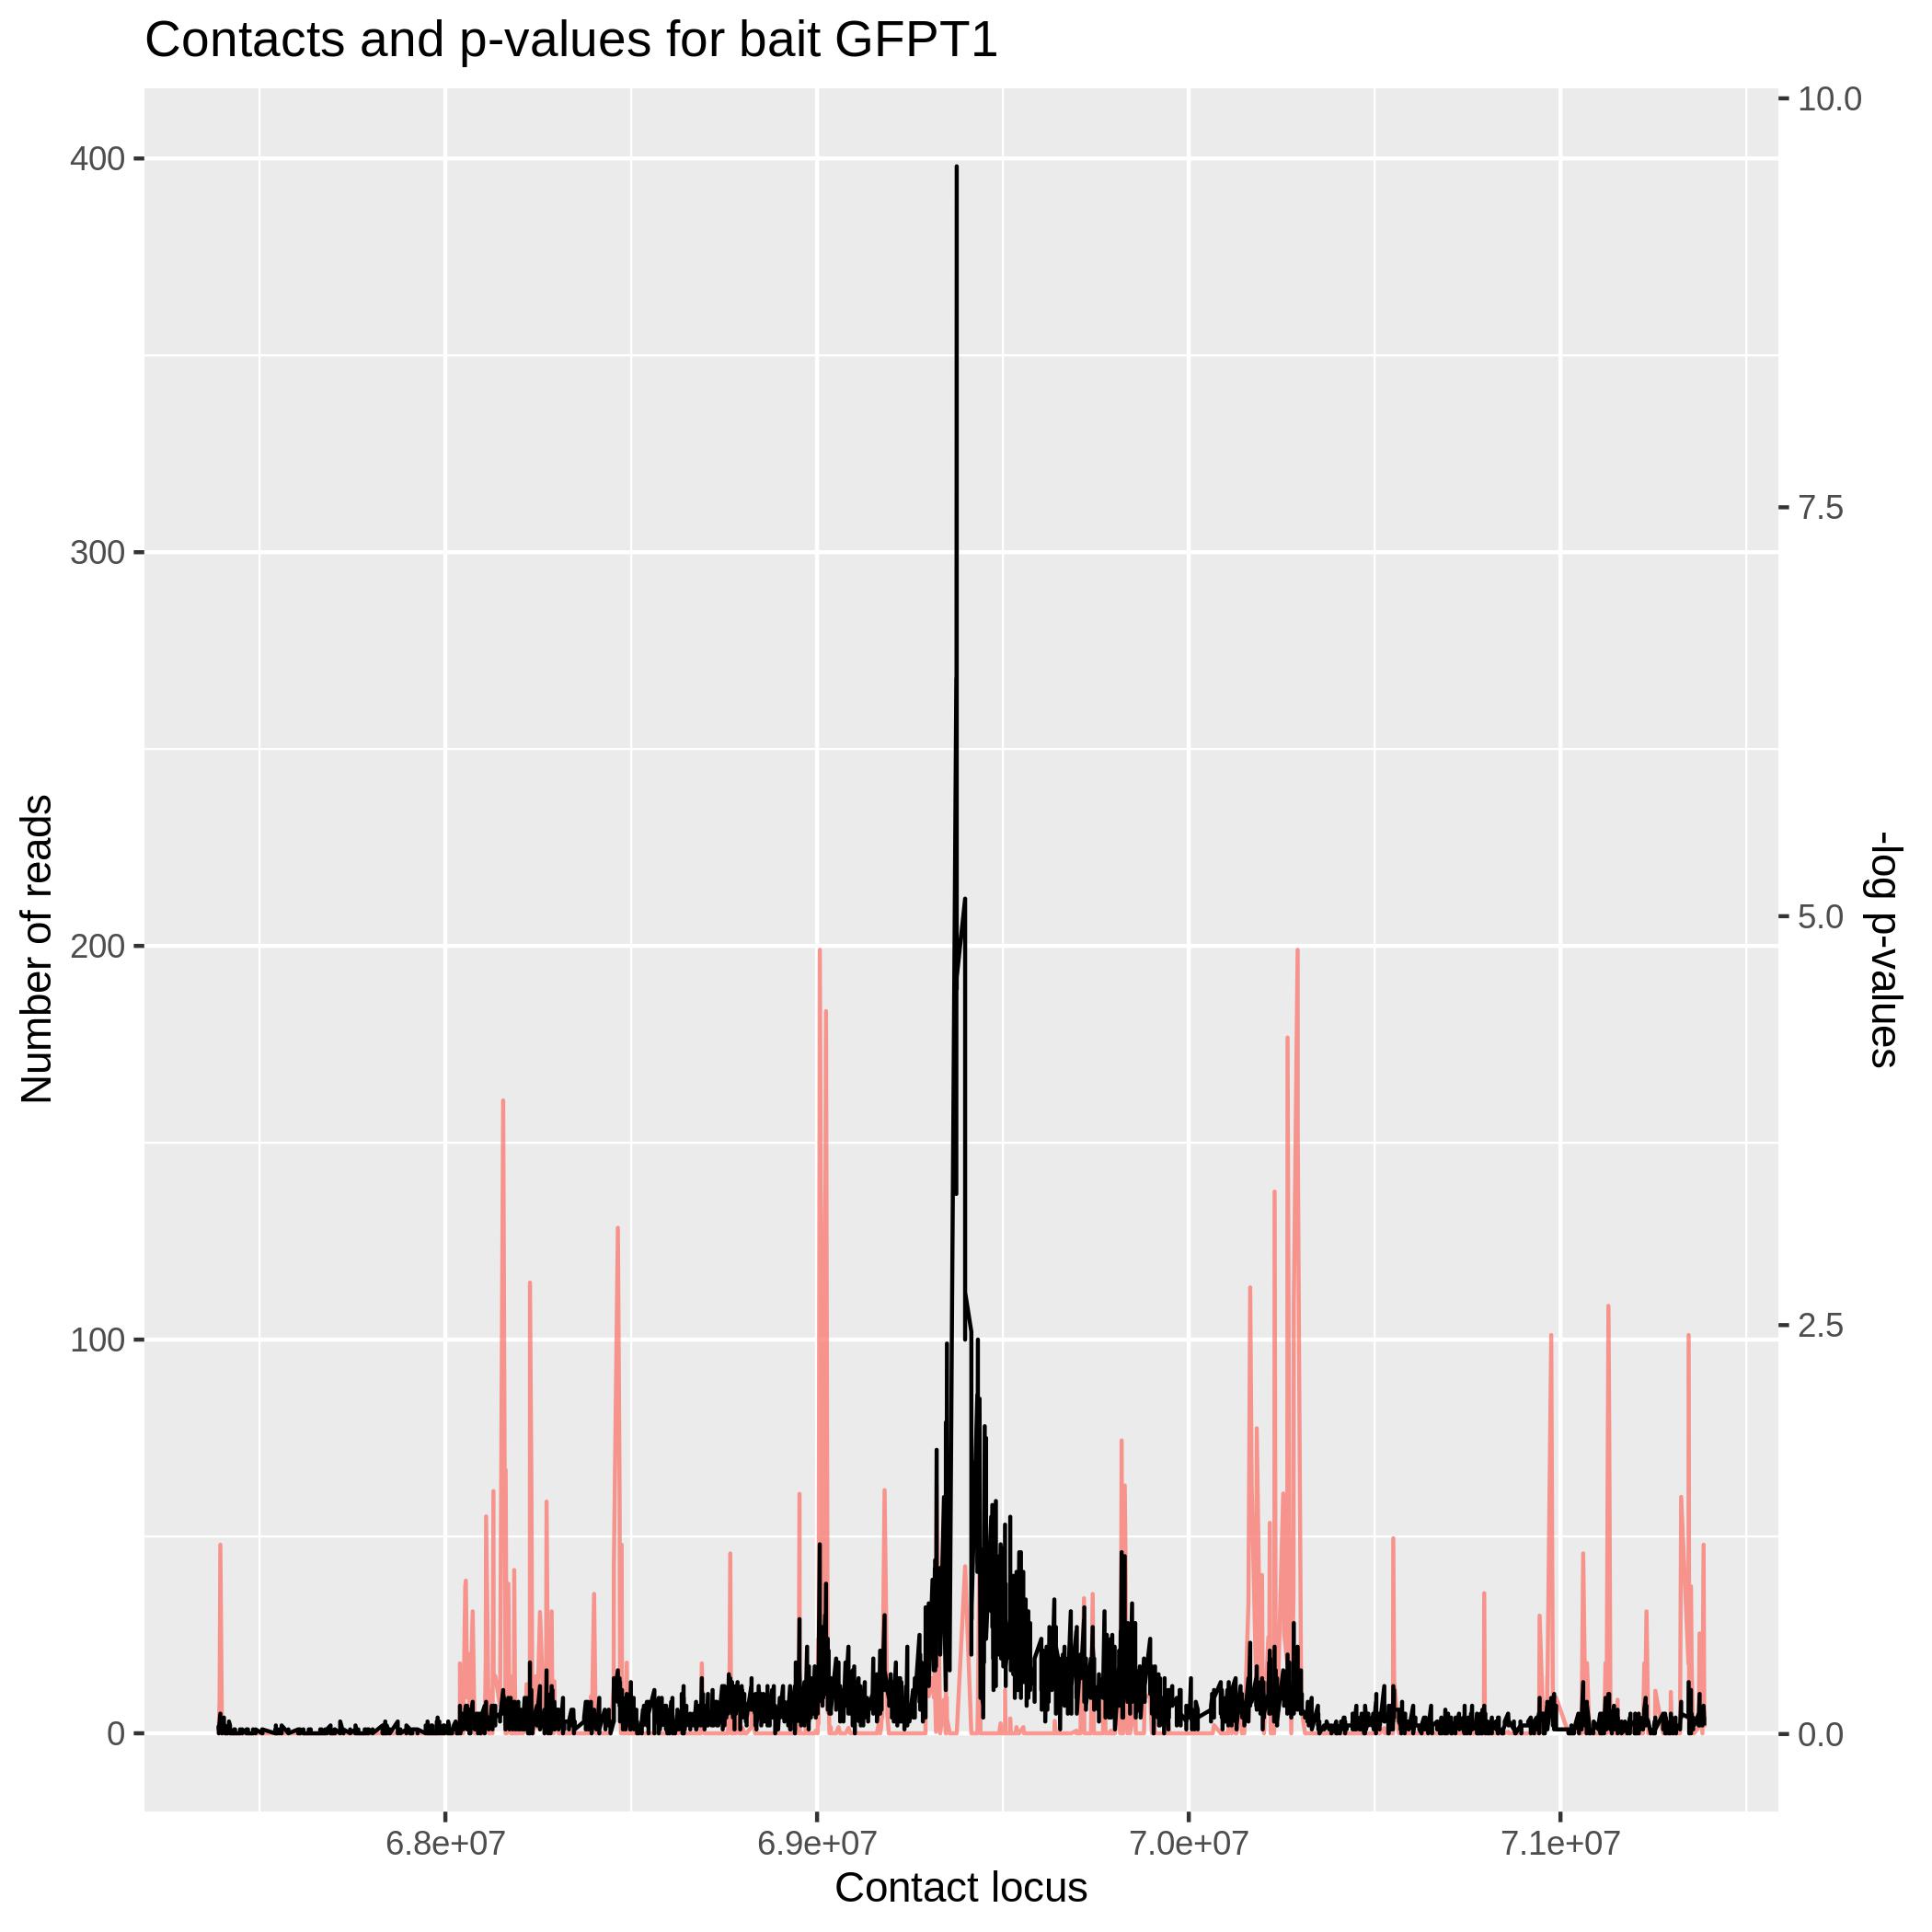 Contacts and p-values for bait GFPT1
10.0
400
7.5
300
5.0
200
Number of reads
-log p-values
2.5
100
0
0.0
6.8e+07 6.9e+07 7.0e+07 7.1e+07
Contact locus